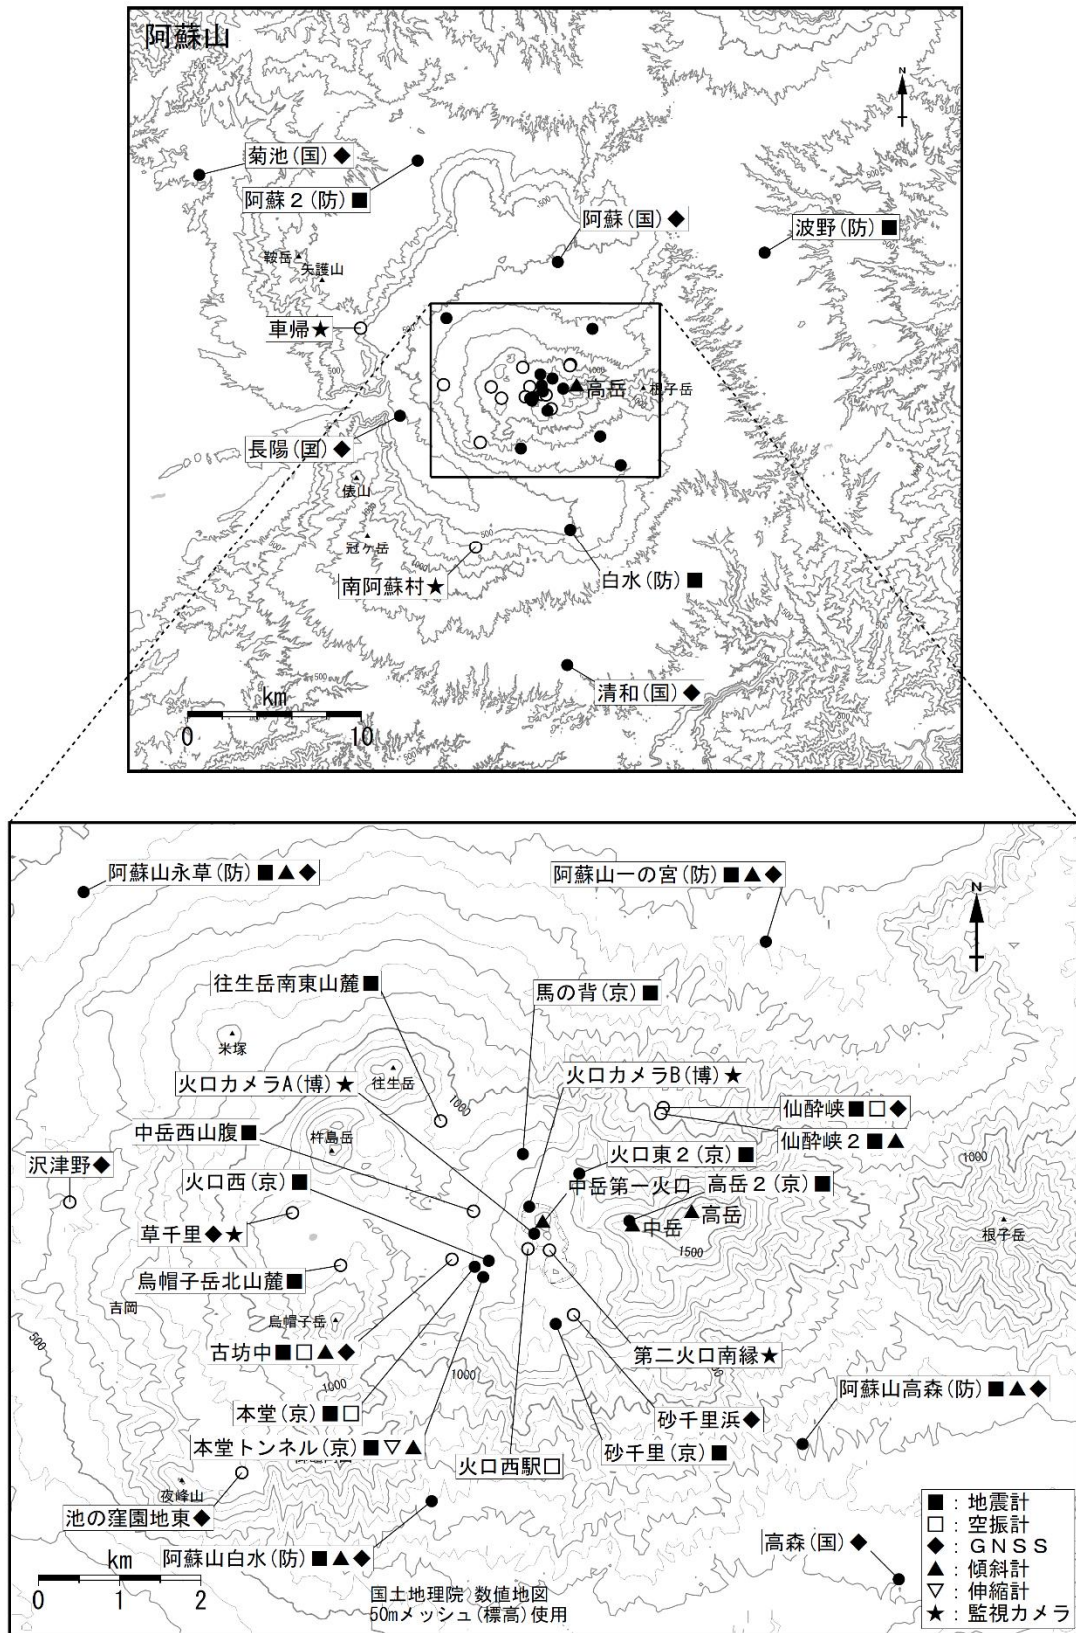 阿蘇山
N
菊池(国)◆
阿蘇2(防)■
阿蘇(国)◆
波野(防)■
鞍岳
矢護山
車帰★
高岳
根子岳
長陽(国)◆
俵山
冠ケ岳
南阿蘇村★
白水(防)■
清和(国)◆
km
0 10
500
500
500
500
500
1000
1000
阿蘇山永草(防)■▲◆
阿蘇山一の宮(防)■▲◆
N
往生岳南東山麓■
馬の背(京)■
米塚
火口カメラA(博)★
往生岳
火口カメラB(博)★
1000
仙酔峡■□◆
中岳西山腹■
杵島岳
仙酔峡2■▲
沢津野◆
火口東2(京)■
1000
火口西(京)■
中岳第一火口
高岳2(京)■
草千里◆★
中岳
高岳
根子岳
1500
烏帽子岳北山麓■
吉岡
烏帽子岳
500
古坊中■□▲◆
第二火口南縁★
1000
1000
阿蘇山高森(防)■▲◆
本堂(京)■□
砂千里浜◆
本堂トンネル(京)■▽▲
火口西駅□
砂千里(京)■
夜峰山
池の窪園地東◆
阿蘇山白水(防)■▲◆
高森(国)◆
km
0 1 2
国土地理院 数値地図
50mメッシュ(標高)使用
■：地震計
□：空振計
◆：GNSS
▲：傾斜計
▽：伸縮計
★：監視カメラ